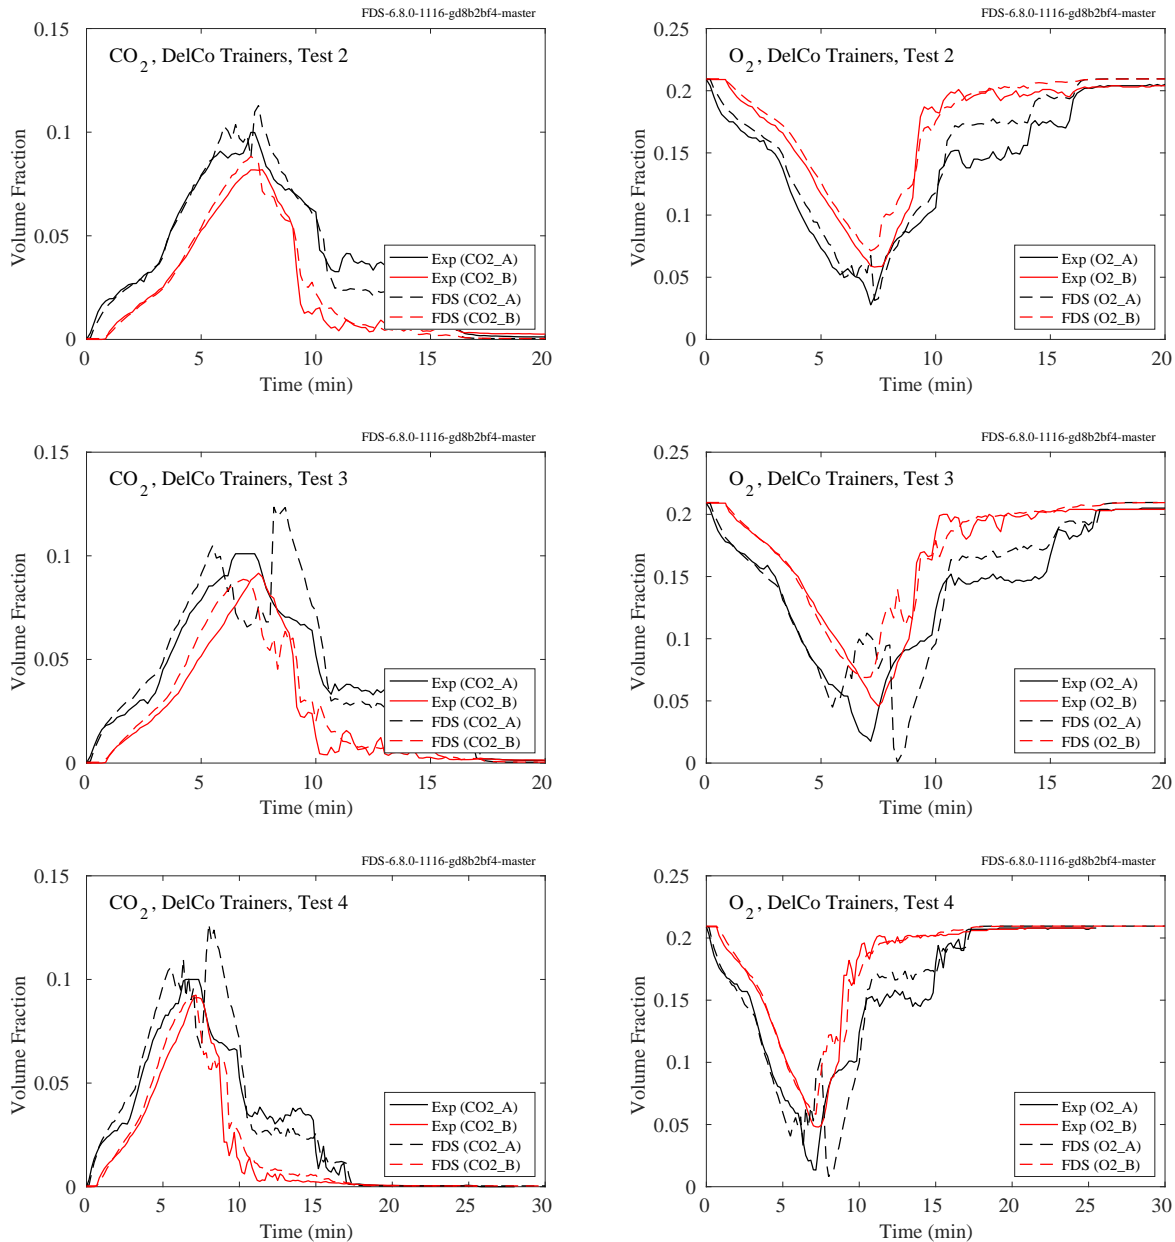 FDS-6.8.0-1116-gd8b2bf4-master
CO2, DelCo Trainers, Test 2
Volume Fraction
0.15
0.1
0.05
0
Exp (CO2_A)
Exp (CO2_B)
FDS (CO2_A)
FDS (CO2_B)
0 5 10 15 20
Time (min)
FDS-6.8.0-1116-gd8b2bf4-master
O2, DelCo Trainers, Test 2
Volume Fraction
0.25
0.2
0.15
0.1
0.05
0
Exp (O2_A)
Exp (O2_B)
FDS (O2_A)
FDS (O2_B)
0 5 10 15 20
Time (min)
FDS-6.8.0-1116-gd8b2bf4-master
CO2, DelCo Trainers, Test 3
Volume Fraction
0.15
0.1
0.05
0
Exp (CO2_A)
Exp (CO2_B)
FDS (CO2_A)
FDS (CO2_B)
0 5 10 15 20
Time (min)
FDS-6.8.0-1116-gd8b2bf4-master
O2, DelCo Trainers, Test 3
Volume Fraction
0.25
0.2
0.15
0.1
0.05
0
Exp (O2_A)
Exp (O2_B)
FDS (O2_A)
FDS (O2_B)
0 5 10 15 20
Time (min)
FDS-6.8.0-1116-gd8b2bf4-master
CO2, DelCo Trainers, Test 4
Volume Fraction
0.15
0.1
0.05
0
Exp (CO2_A)
Exp (CO2_B)
FDS (CO2_A)
FDS (CO2_B)
0 5 10 15 20 25 30
Time (min)
FDS-6.8.0-1116-gd8b2bf4-master
O2, DelCo Trainers, Test 4
Volume Fraction
0.25
0.2
0.15
0.1
0.05
0
Exp (O2_A)
Exp (O2_B)
FDS (O2_A)
FDS (O2_B)
0 5 10 15 20 25 30
Time (min)